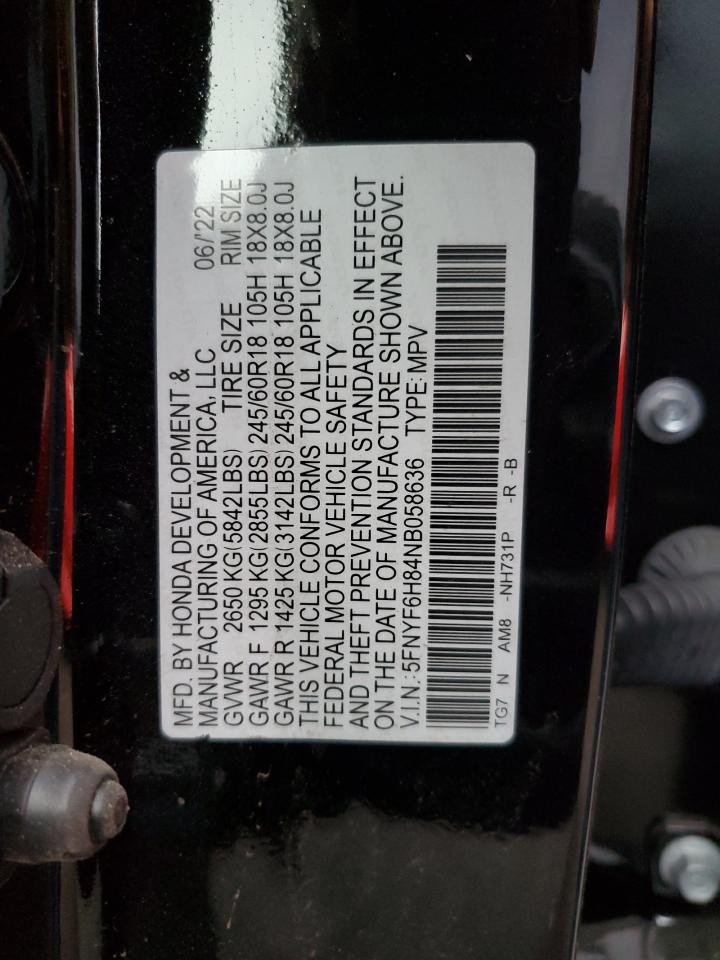 MFD. BY HONDA DEVELOPMENT &
MANUFACTURING OF AMERICA, LLC 06/'22
GVWR 2650 KG(5842LBS) TIRE SIZE RIM SIZE
GAWR F 1295 KG(2855LBS) 245/60R18 105H 18X8.0J
GAWR R 1425 KG(3142LBS) 245/60R18 105H 18X8.0J
THIS VEHICLE CONFORMS TO ALL APPLICABLE
FEDERAL MOTOR VEHICLE SAFETY
AND THEFT PREVENTION STANDARDS IN EFFECT
ON THE DATE OF MANUFACTURE SHOWN ABOVE.
V.I.N.: 5FNYF6H84NB058636 TYPE: MPV
TG7 N AM8 -NH731P -R -B